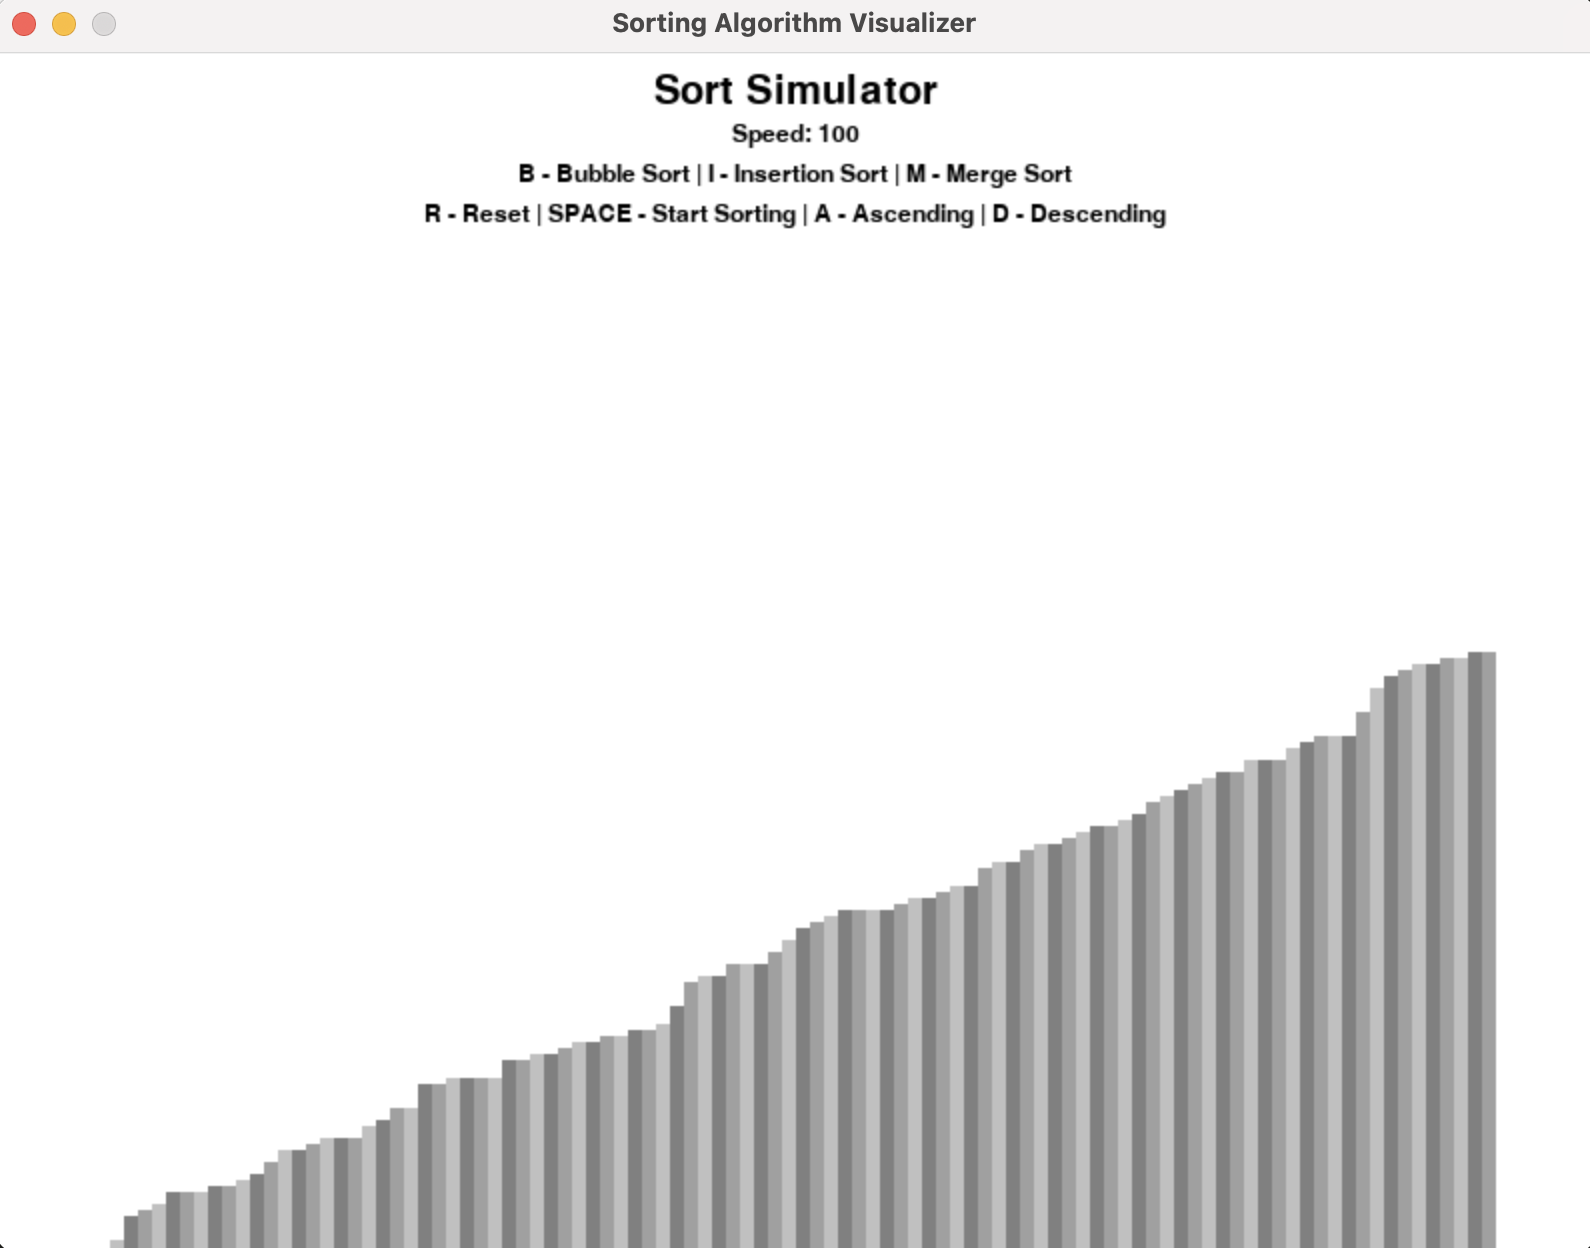 Sorting Algorithm Visualizer
Sort Simulator
Speed: 100
B - Bubble Sort | I - Insertion Sort | M - Merge Sort
R - Reset | SPACE - Start Sorting | A - Ascending | D - Descending